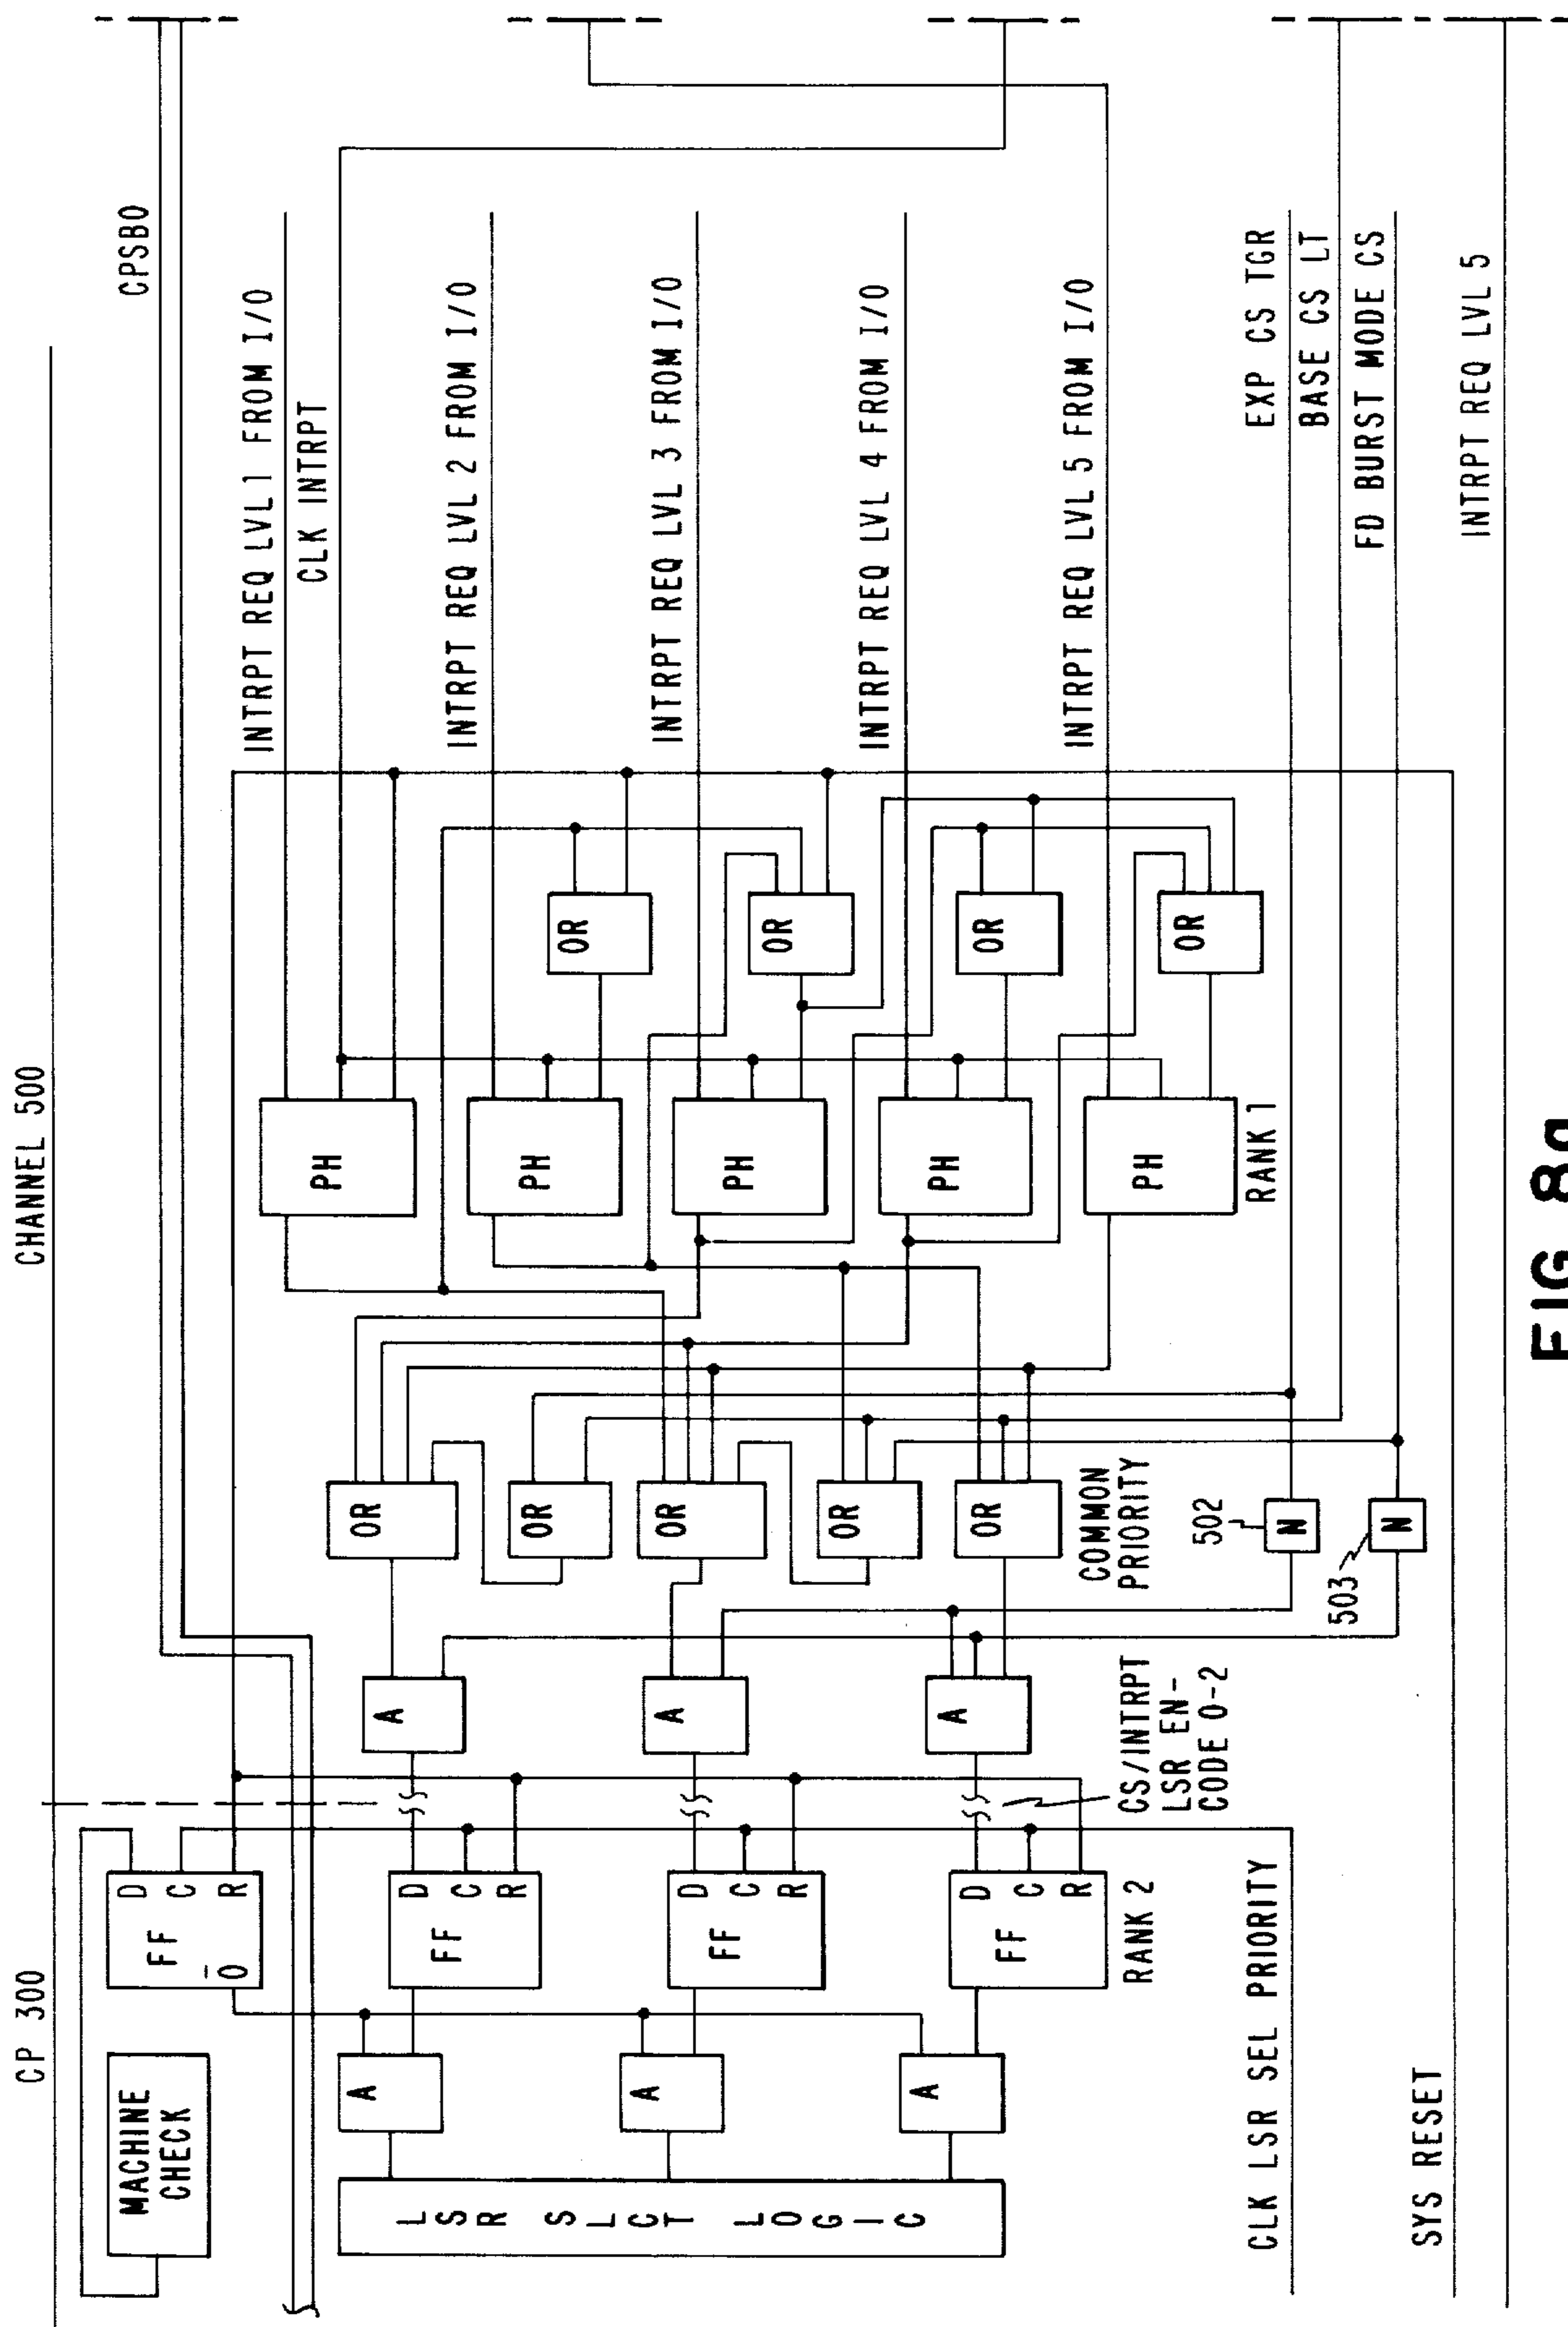 CP 300
CHANNEL 500
MACHINE
CHECK
FF
D
C
R
0
CPSBO
INTRPT REQ LVL 1 FROM I/O
CLK INTRPT
INTRPT REQ LVL 2 FROM I/O
INTRPT REQ LVL 3 FROM I/O
INTRPT REQ LVL 4 FROM I/O
INTRPT REQ LVL 5 FROM I/O
EXP CS TGR
BASE CS LT
FD BURST MODE CS
INTRPT REQ LVL 5
LSR SLCT LOGIC
A
A
A
FF
D
C
R
FF
D
C
R
FF
D
C
R
RANK 2
A
A
A
CS/INTRPT
LSR EN-
CODE 0-2
OR
OR
OR
OR
OR
COMMON
PRIORITY
PH
PH
PH
PH
PH
RANK 1
OR
OR
OR
OR
502
N
503
N
CLK LSR SEL PRIORITY
SYS RESET
FIG. 8a